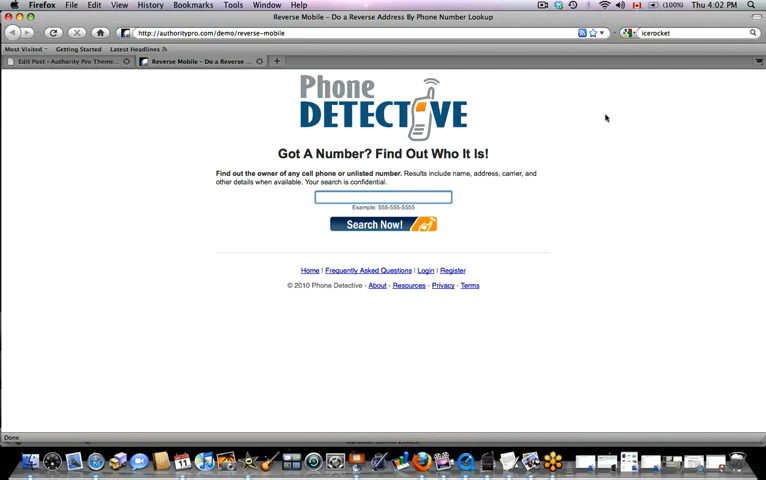 Firefox File Edit View History Bookmarks Tools Window Help (100%) Thu 4:02 PM
Reverse Mobile - Do a Reverse Address By Phone Number Lookup
http://authoritypro.com/demo/reverse-mobile icerocket
Most Visited Getting Started Latest Headlines
Edit Post ‹ Authority Pro Theme... Reverse Mobile - Do a Reverse ...
Phone
DETECTIVE
Got A Number? Find Out Who It Is!
Find out the owner of any cell phone or unlisted number. Results include name, address, carrier, and
other details when available. Your search is confidential.
Example: 555-555-5555
Search Now!
Home | Frequently Asked Questions | Login | Register
© 2010 Phone Detective - About - Resources - Privacy - Terms
Done
11